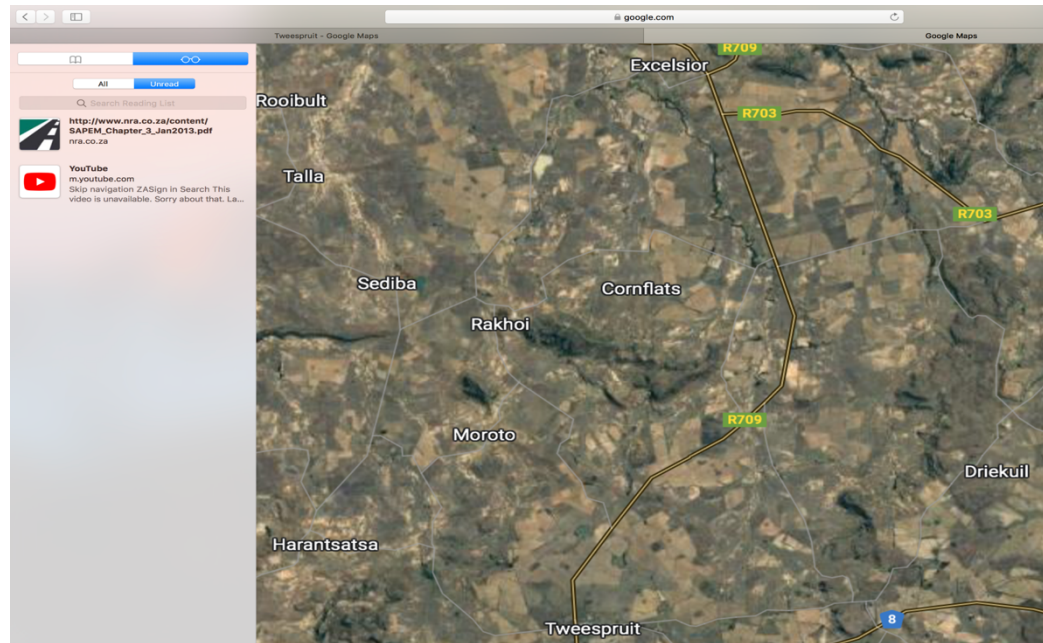 google.com
Tweespruit - Google Maps
Google Maps
All
Unread
Search Reading List
http://www.nra.co.za/content/
SAPEM_Chapter_3_Jan2013.pdf
nra.co.za
YouTube
m.youtube.com
Skip navigation ZASign in Search This
video is unavailable. Sorry about that. La...
R709
Excelsior
Rooibult
R703
Talla
R703
Sediba
Cornflats
Rakhoi
R709
Moroto
Driekuil
Harantsatsa
8
Tweespruit